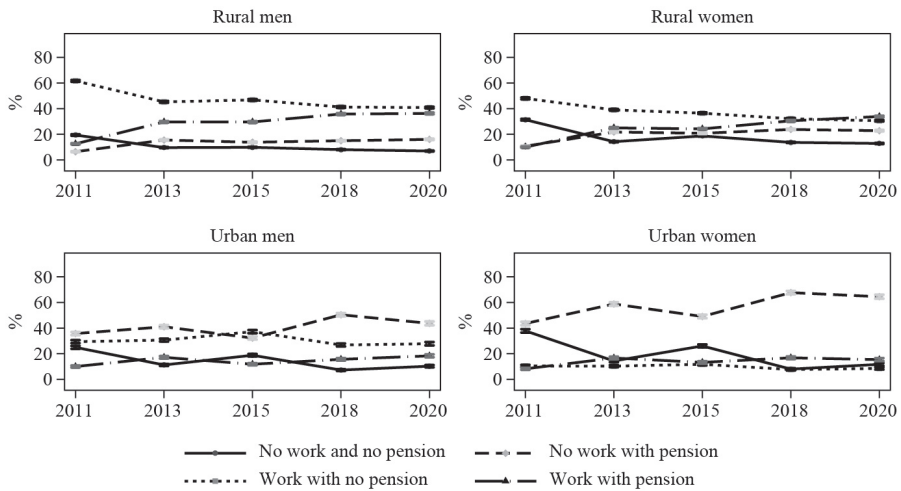 Rural men
Rural women
%
80
60
40
20
0
2011 2013 2015 2018 2020
%
80
60
40
20
0
2011 2013 2015 2018 2020
Urban men
Urban women
%
80
60
40
20
0
2011 2013 2015 2018 2020
%
80
60
40
20
0
2011 2013 2015 2018 2020
No work and no pension
No work with pension
Work with no pension
Work with pension